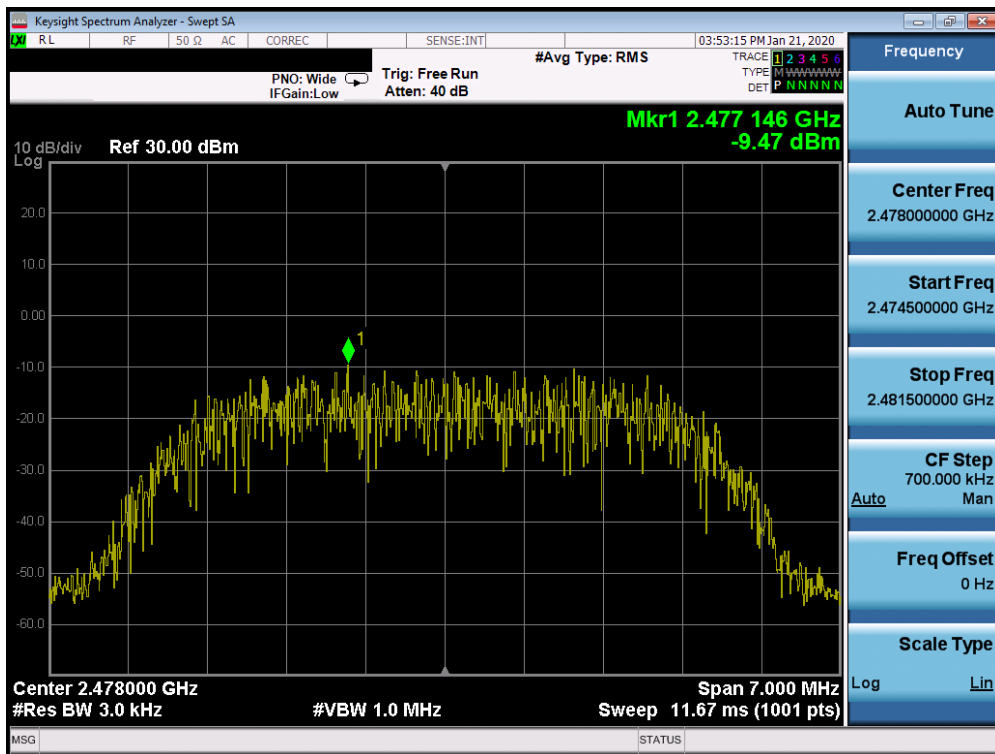 Keysight Spectrum Analyzer - Swept SA
LXI RL RF 50 Ω AC CORREC SENSE:INT 03:53:15 PM Jan 21, 2020
PNO: Wide
IFGain:Low
Trig: Free Run
Atten: 40 dB
#Avg Type: RMS
TRACE 1 2 3 4 5 6
TYPE M W W W W W
DET P N N N N N
Mkr1 2.477 146 GHz
-9.47 dBm
10 dB/div
Log
Ref 30.00 dBm
20.0
10.0
0.00
-10.0
-20.0
-30.0
-40.0
-50.0
-60.0
1
Center 2.478000 GHz
#Res BW 3.0 kHz
#VBW 1.0 MHz
Span 7.000 MHz
Sweep 11.67 ms (1001 pts)
MSG
STATUS
Frequency
Auto Tune
Center Freq
2.478000000 GHz
Start Freq
2.474500000 GHz
Stop Freq
2.481500000 GHz
CF Step
700.000 kHz
Auto Man
Freq Offset
0 Hz
Scale Type
Log Lin